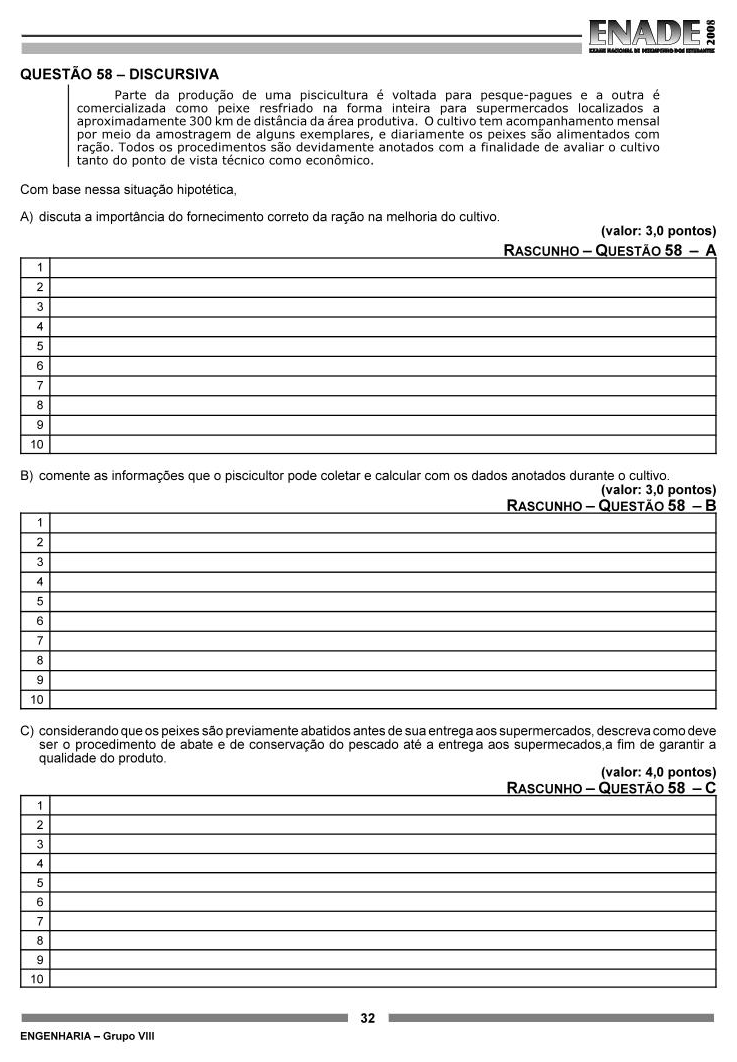 ENADE 2008
EXAME NACIONAL DE DESEMPENHO DOS ESTUDANTES
QUESTÃO 58 – DISCURSIVA
Parte da produção de uma piscicultura é voltada para pesque-pagues e a outra é
comercializada como peixe resfriado na forma inteira para supermercados localizados a
aproximadamente 300 km de distância da área produtiva. O cultivo tem acompanhamento mensal
por meio da amostragem de alguns exemplares, e diariamente os peixes são alimentados com
ração. Todos os procedimentos são devidamente anotados com a finalidade de avaliar o cultivo
tanto do ponto de vista técnico como econômico.
Com base nessa situação hipotética,
A) discuta a importância do fornecimento correto da ração na melhoria do cultivo.
(valor: 3,0 pontos)
RASCUNHO – QUESTÃO 58 – A
1
2
3
4
5
6
7
8
9
10
B) comente as informações que o piscicultor pode coletar e calcular com os dados anotados durante o cultivo.
(valor: 3,0 pontos)
RASCUNHO – QUESTÃO 58 – B
1
2
3
4
5
6
7
8
9
10
C) considerando que os peixes são previamente abatidos antes de sua entrega aos supermercados, descreva como deve
ser o procedimento de abate e de conservação do pescado até a entrega aos supermecados,a fim de garantir a
qualidade do produto.
(valor: 4,0 pontos)
RASCUNHO – QUESTÃO 58 – C
1
2
3
4
5
6
7
8
9
10
32
ENGENHARIA – Grupo VIII